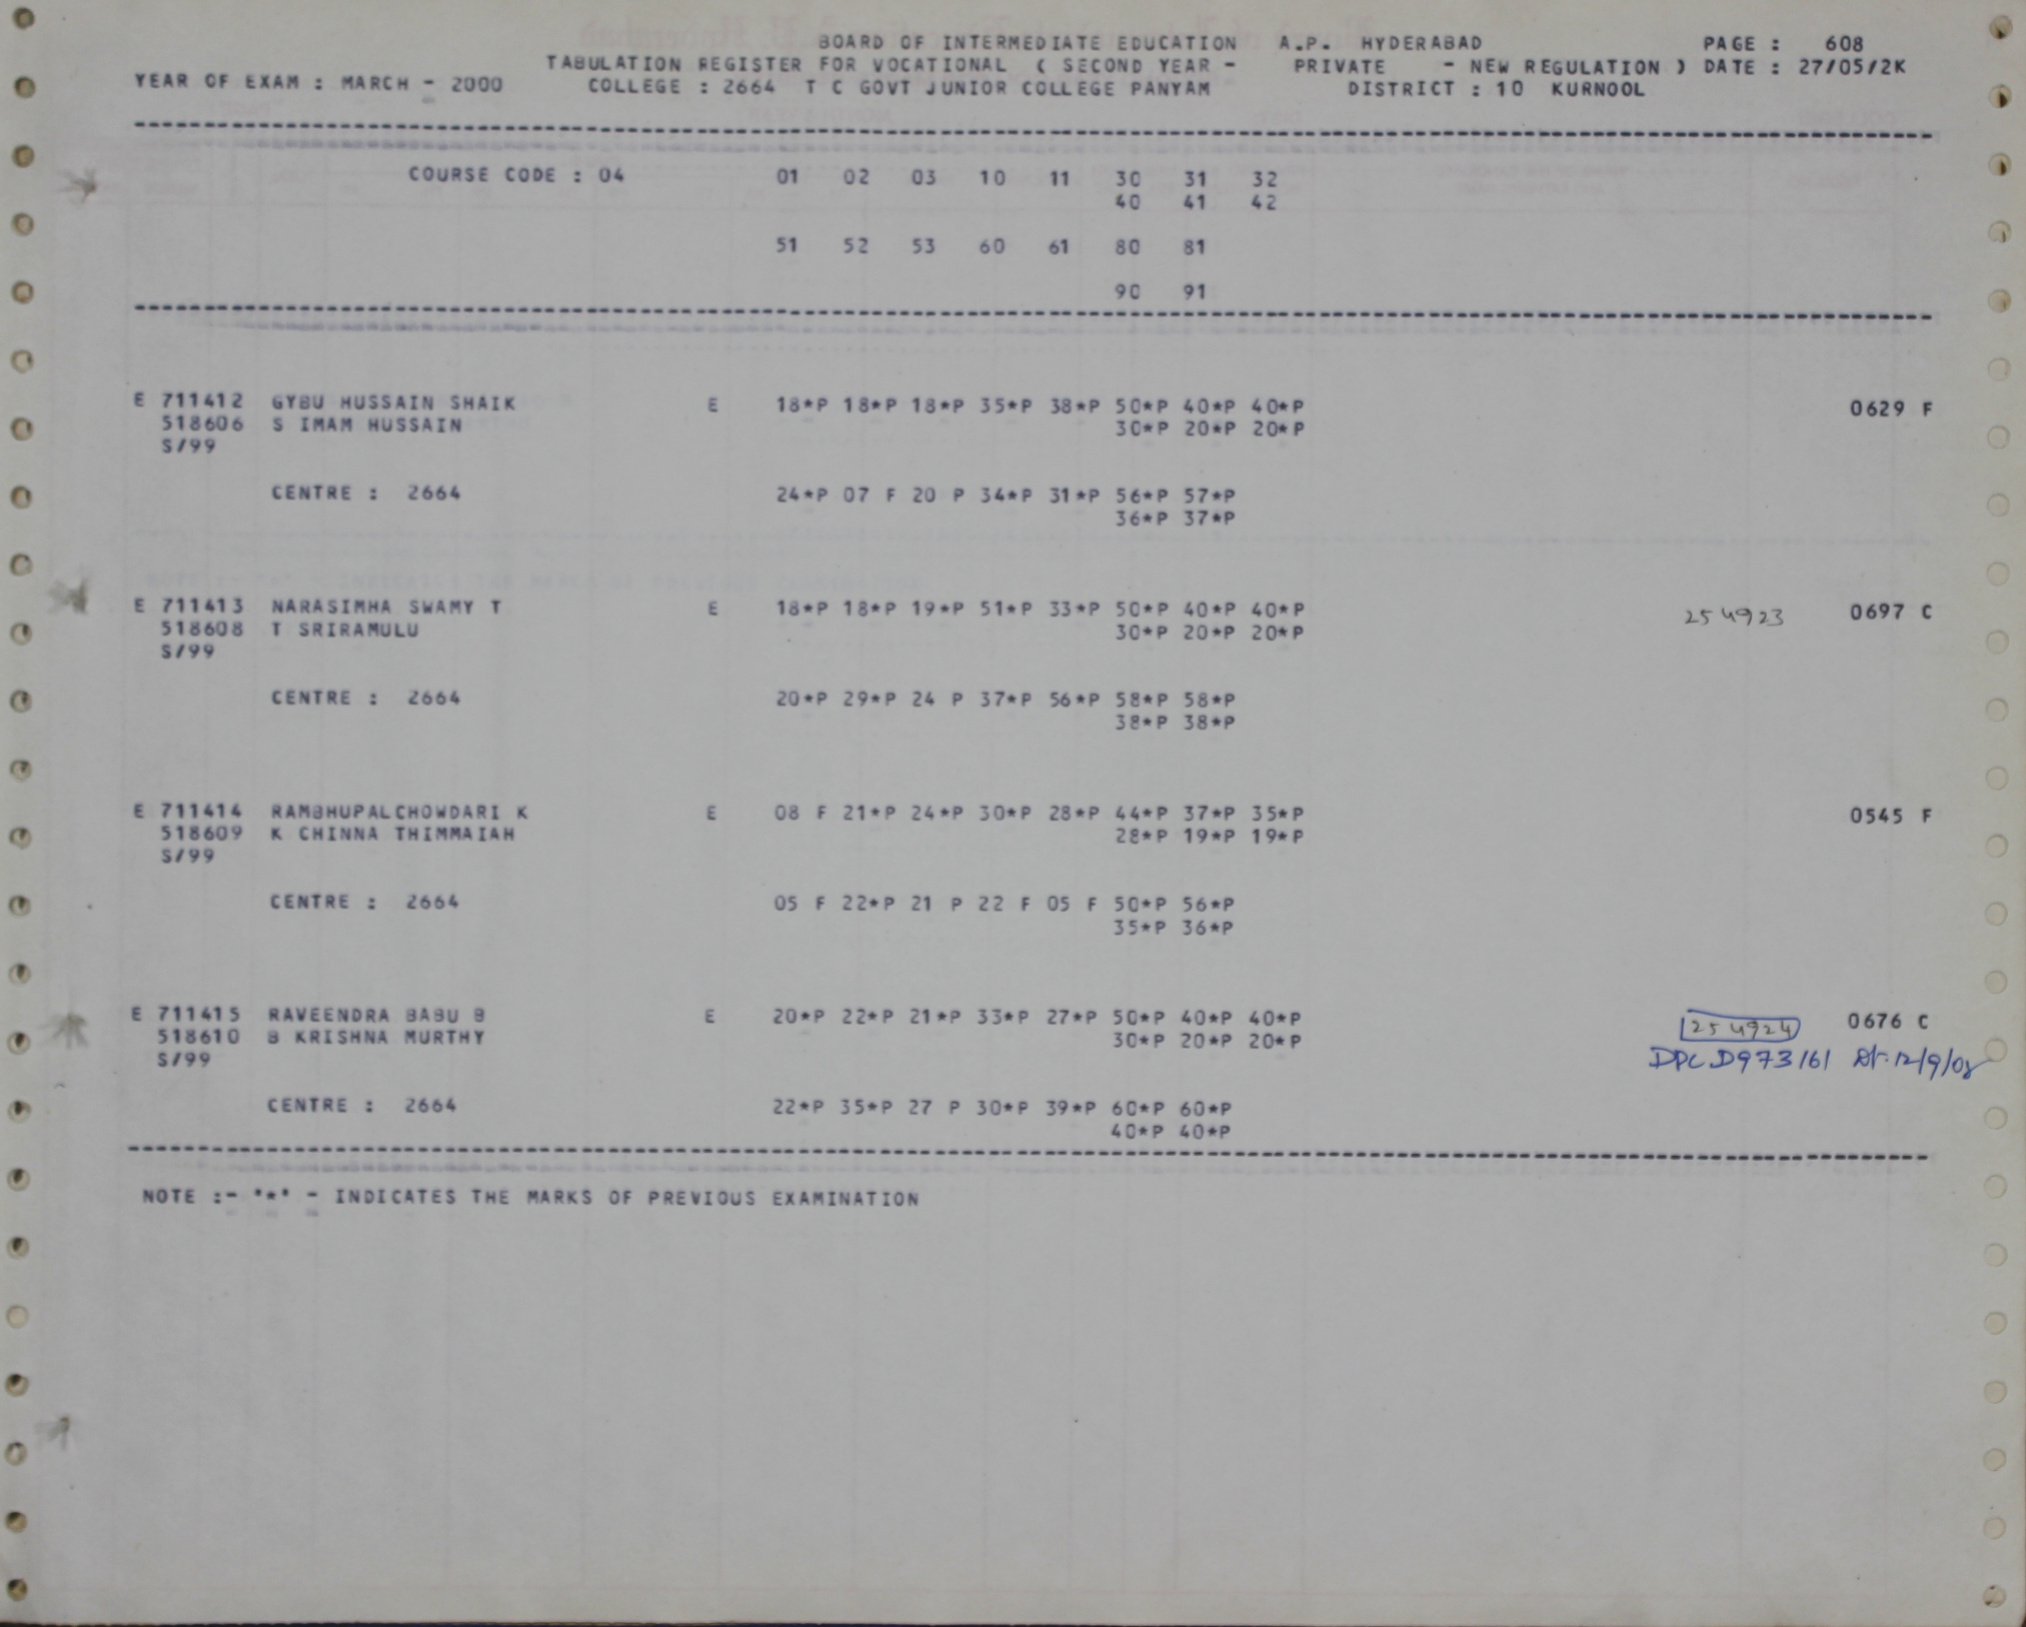 BOARD OF INTERMEDIATE EDUCATION A.P. HYDERABAD PAGE : 608
TABULATION REGISTER FOR VOCATIONAL ( SECOND YEAR - PRIVATE - NEW REGULATION ) DATE : 27/05/2K
YEAR OF EXAM : MARCH - 2000 COLLEGE : 2664 T C GOVT JUNIOR COLLEGE PANYAM DISTRICT : 10 KURNOOL
COURSE CODE : 04 01 02 03 10 11 30 31 32
40 41 42
51 52 53 60 61 80 81
90 91
E 711412 GYBU HUSSAIN SHAIK E 18*P 18*P 18*P 35*P 38*P 50*P 40*P 40*P 0629 F
518606 S IMAM HUSSAIN 30*P 20*P 20*P
S/99
CENTRE : 2664 24*P 07 F 20 P 34*P 31*P 56*P 57*P
36*P 37*P
E 711413 NARASIMHA SWAMY T E 18*P 18*P 19*P 51*P 33*P 50*P 40*P 40*P 254923 0697 C
518608 T SRIRAMULU 30*P 20*P 20*P
S/99
CENTRE : 2664 20*P 29*P 24 P 37*P 56*P 58*P 58*P
38*P 38*P
E 711414 RAMBHUPALCHOWDARI K E 08 F 21*P 24*P 30*P 28*P 44*P 37*P 35*P 0545 F
518609 K CHINNA THIMMAIAH 28*P 19*P 19*P
S/99
CENTRE : 2664 05 F 22*P 21 P 22 F 05 F 50*P 56*P
35*P 36*P
E 711415 RAVEENDRA BABU B E 20*P 22*P 21*P 33*P 27*P 50*P 40*P 40*P 254924 0676 C
518610 B KRISHNA MURTHY 30*P 20*P 20*P
S/99 DPC D973161 Dt: 12/9/08
CENTRE : 2664 22*P 35*P 27 P 30*P 39*P 60*P 60*P
40*P 40*P
NOTE :- "*" - INDICATES THE MARKS OF PREVIOUS EXAMINATION